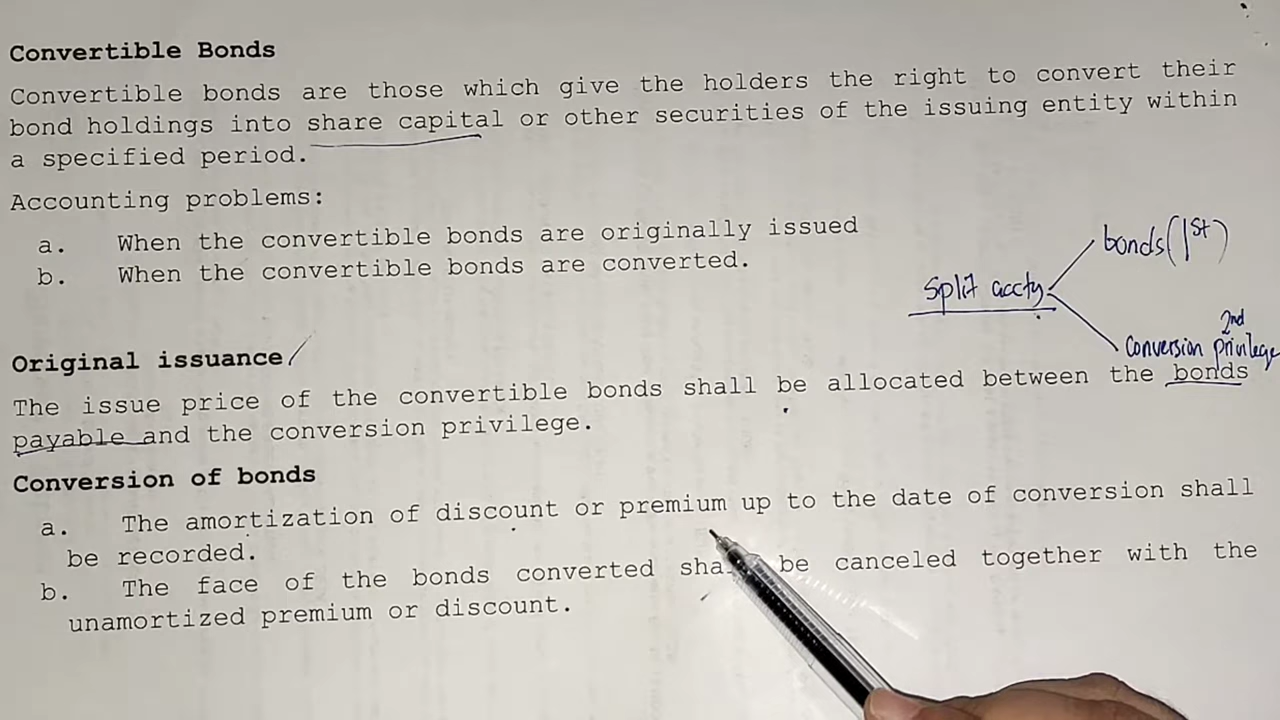 Convertible Bonds
Convertible bonds are those which give the holders the right to convert their
bond holdings into share capital or other securities of the issuing entity within
a specified period.
Accounting problems:
a. When the convertible bonds are originally issued
b. When the convertible bonds are converted.
bonds (1st)
Split acctg
2nd
conversion privilege
Original issuance
The issue price of the convertible bonds shall be allocated between the bonds
payable and the conversion privilege.
Conversion of bonds
a. The amortization of discount or premium up to the date of conversion shall
be recorded.
b. The face of the bonds converted shall be canceled together with the
unamortized premium or discount.